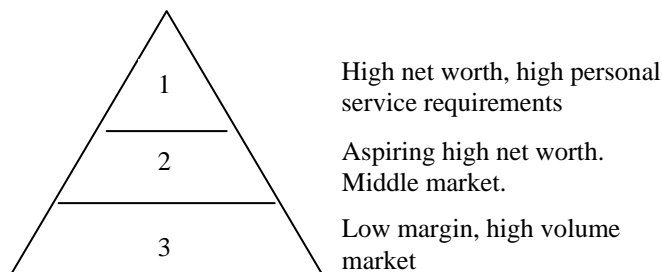 1
High net worth, high personal
service requirements
2
Aspiring high net worth.
Middle market.
3
Low margin, high volume
market